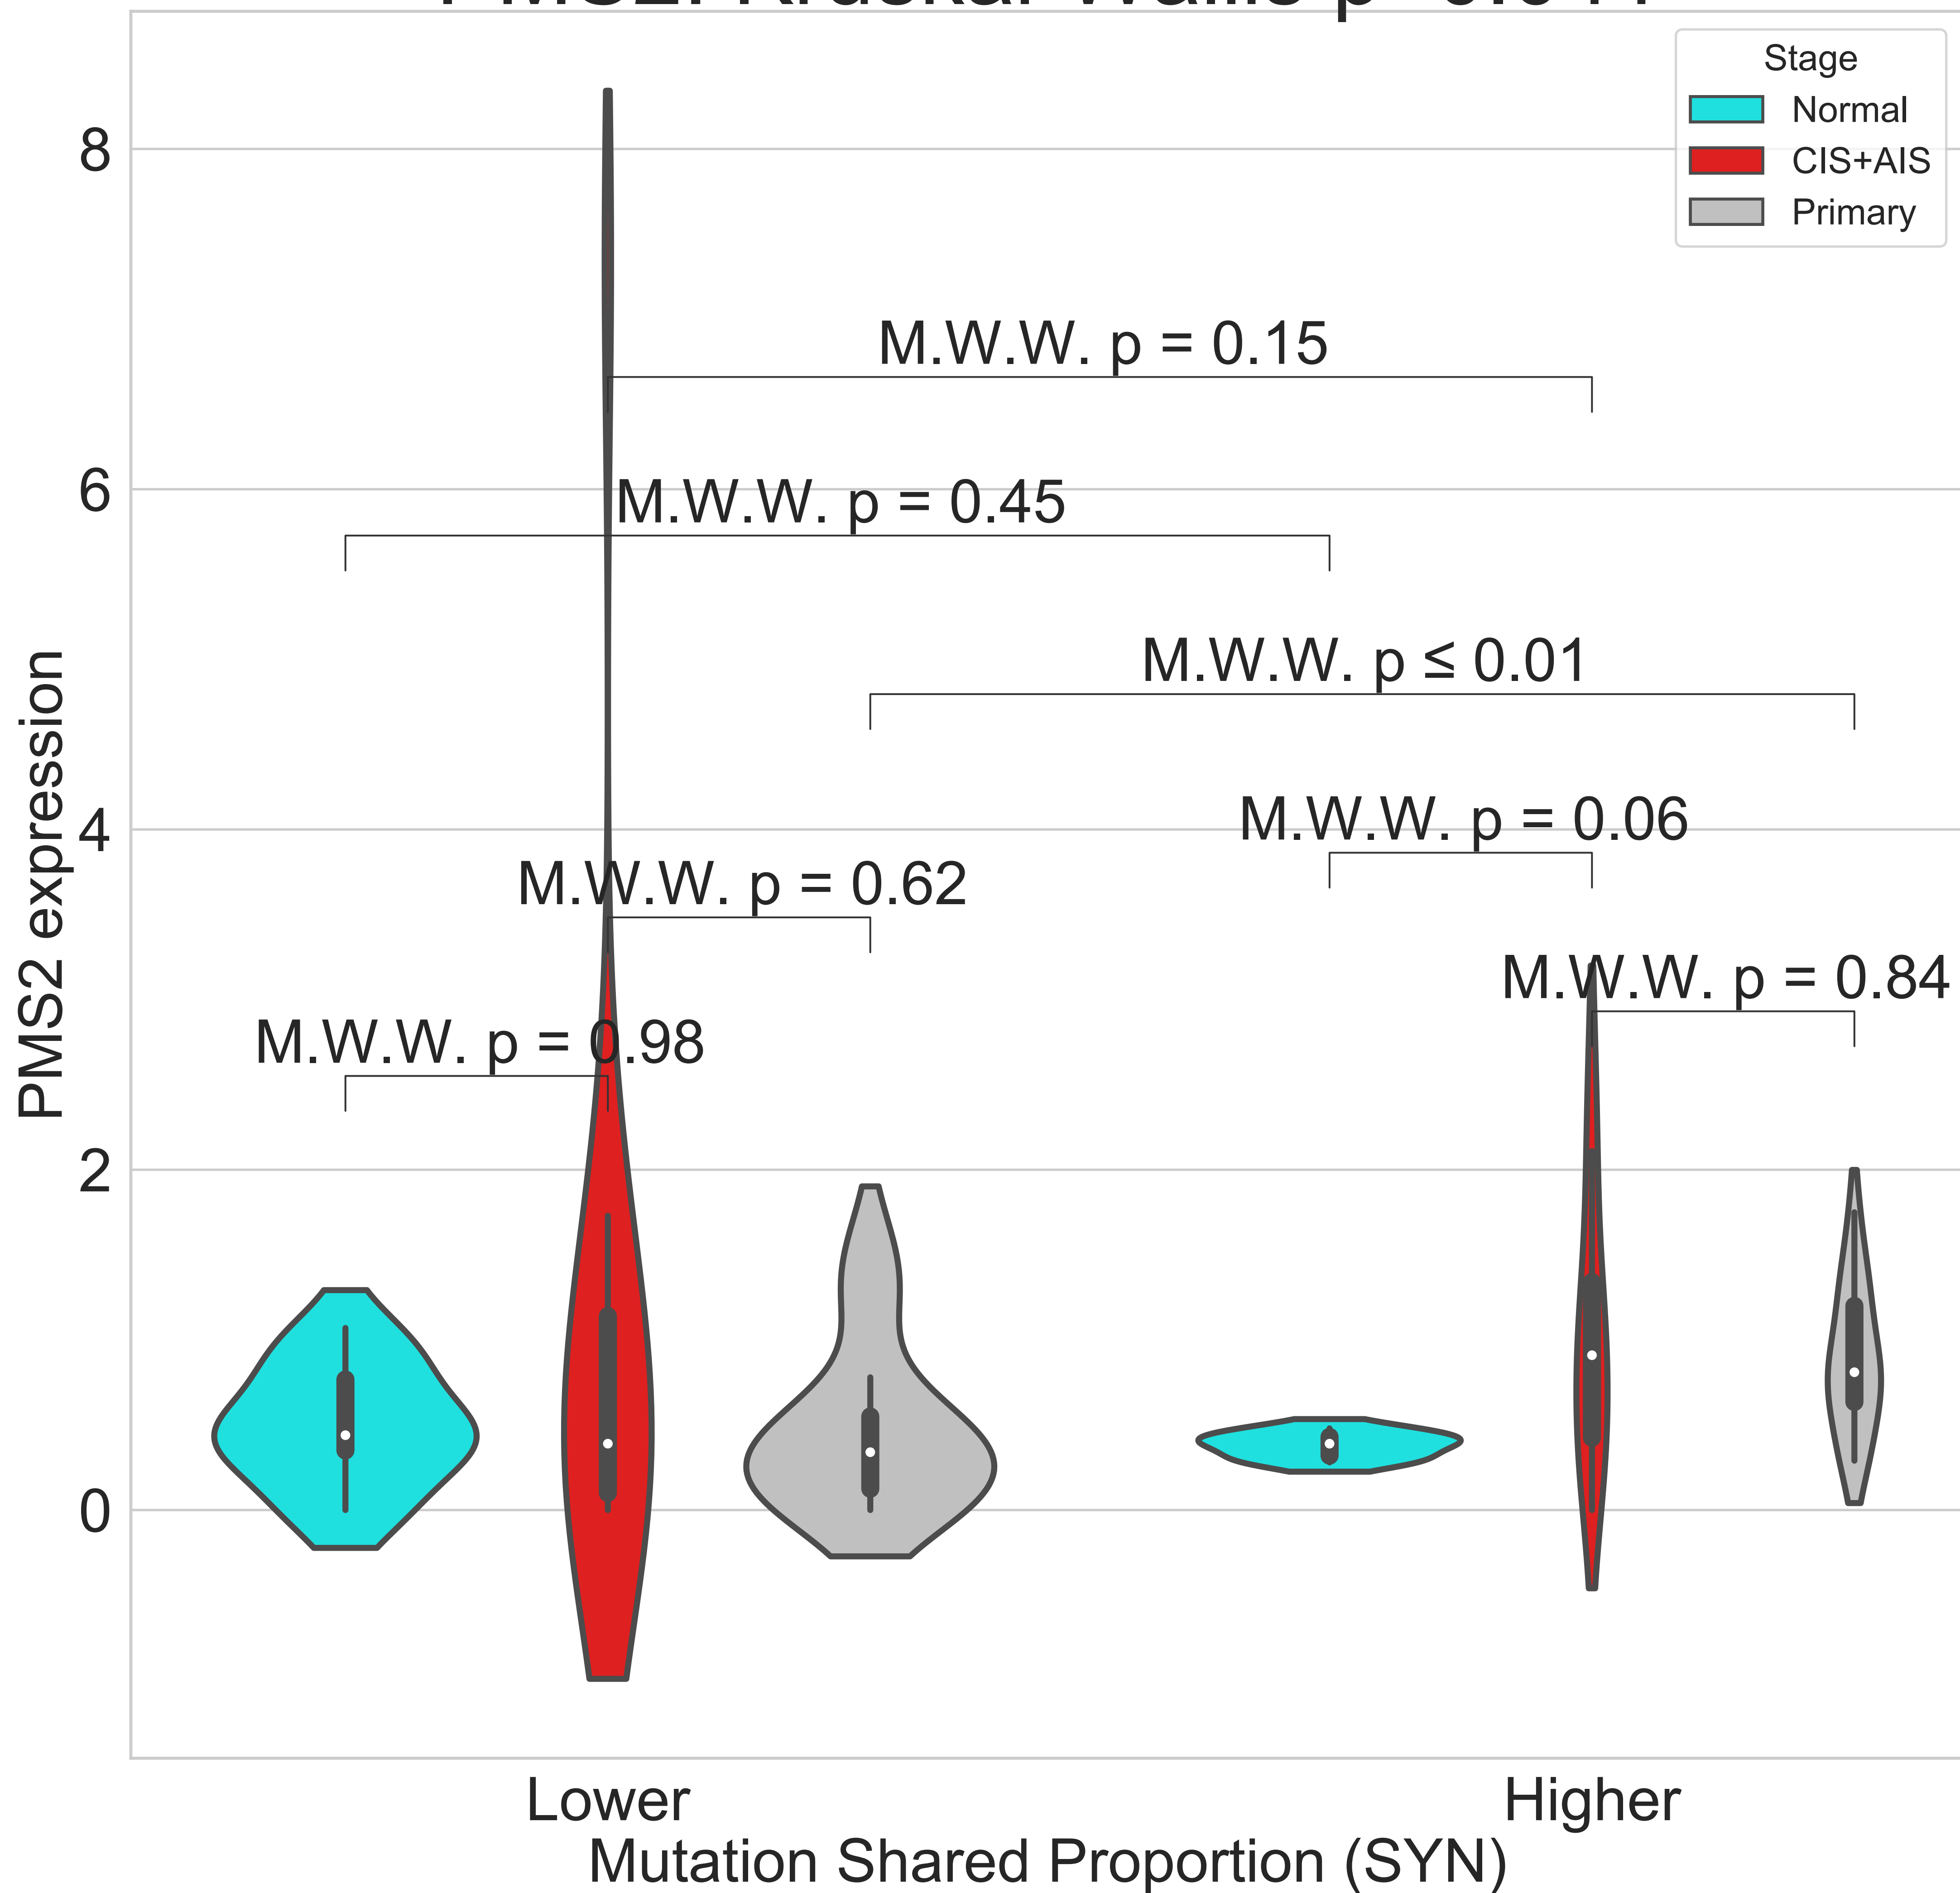 Stage
Normal
CIS+AIS
Primary
8
6
4
2
0
PMS2 expression
M.W.W. p = 0.15
M.W.W. p = 0.45
M.W.W. p ≤ 0.01
M.W.W. p = 0.06
M.W.W. p = 0.62
M.W.W. p = 0.84
M.W.W. p = 0.98
Lower
Higher
Mutation Shared Proportion (SYN)